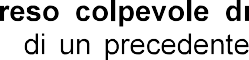 reso colpevole di
di un precedente